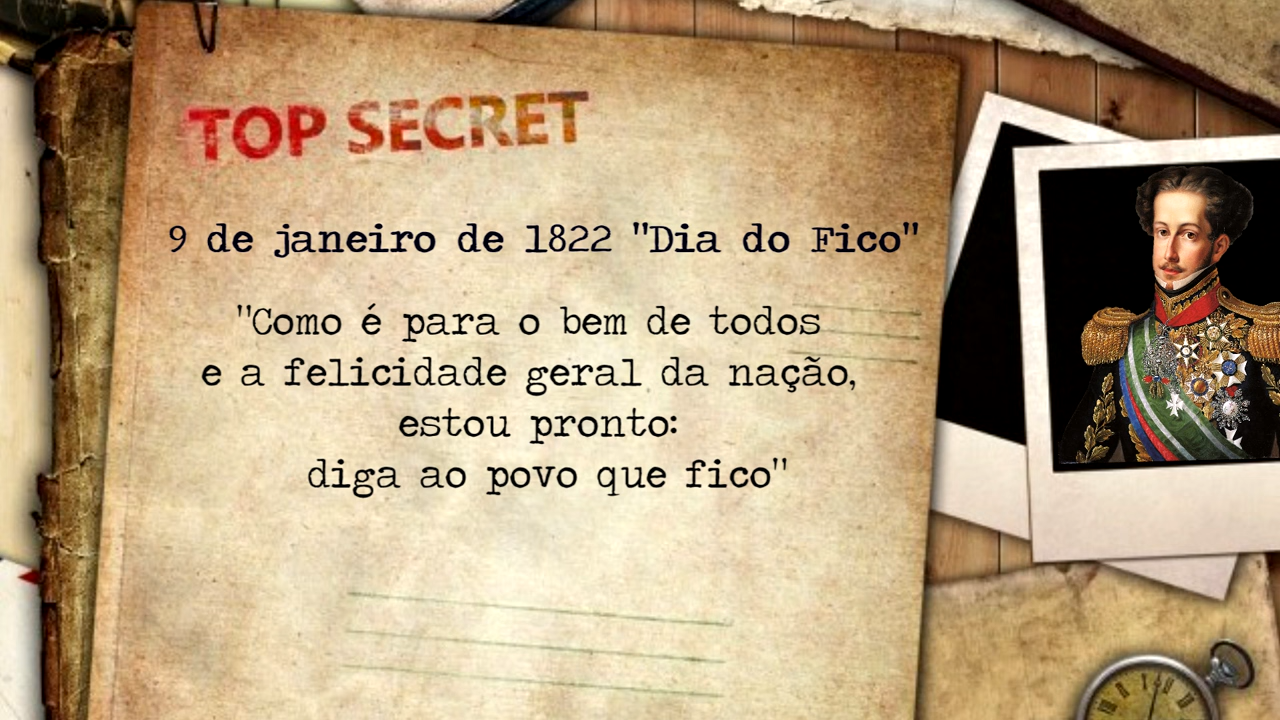 TOP SECRET
9 de janeiro de 1822 "Dia do Fico"
"Como é para o bem de todos
e a felicidade geral da nação,
estou pronto:
diga ao povo que fico"